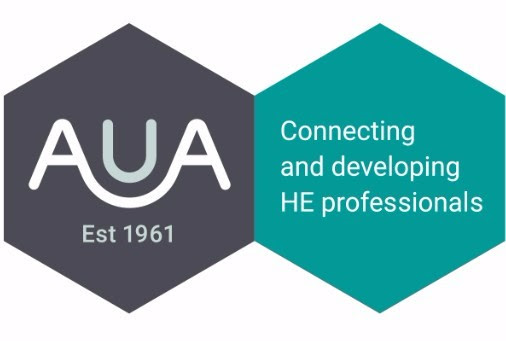 AUA
Est 1961
Connecting
and developing
HE professionals